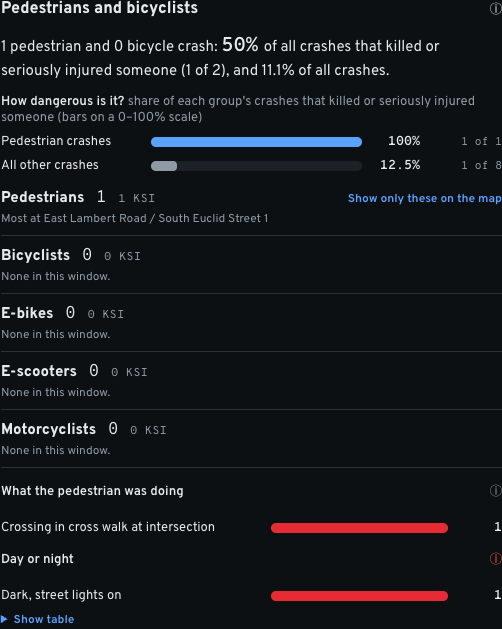 Pedestrians and bicyclists
1 pedestrian and 0 bicycle crash: 50% of all crashes that killed or
seriously injured someone (1 of 2), and 11.1% of all crashes.
How dangerous is it? share of each group's crashes that killed or seriously injured
someone (bars on a 0–100% scale)
Pedestrian crashes 100% 1 of 1
All other crashes 12.5% 1 of 8
Pedestrians 1 1 KSI Show only these on the map
Most at East Lambert Road / South Euclid Street 1
Bicyclists 0 0 KSI
None in this window.
E-bikes 0 0 KSI
None in this window.
E-scooters 0 0 KSI
None in this window.
Motorcyclists 0 0 KSI
None in this window.
What the pedestrian was doing
Crossing in cross walk at intersection 1
Day or night
Dark, street lights on 1
Show table